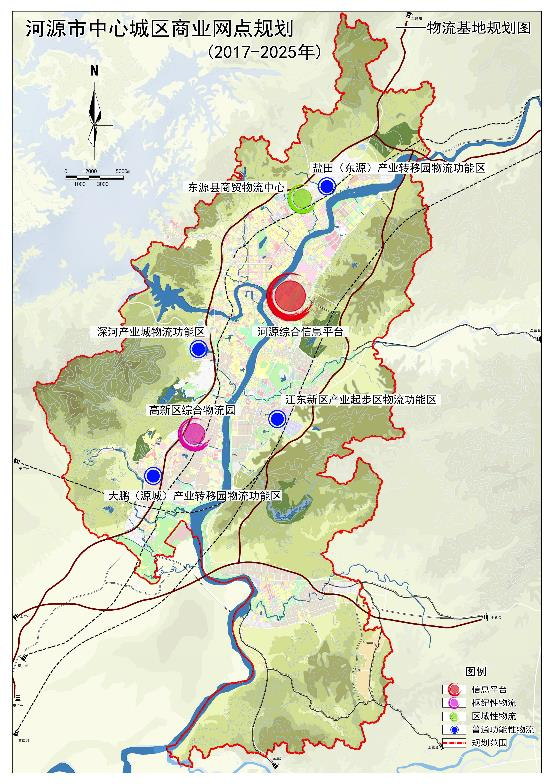 河源市中心城区商业网点规划
(2017-2025年)
物流基地规划图
N
0 2000 5000m
1000 3000
盐田（东源）产业转移园物流功能区
东源县商贸物流中心
河源综合信息平台
深河产业城物流功能区
江东新区产业起步区物流功能区
高新区综合物流园
大鹏（源城）产业转移园物流功能区
图例
信息平台
枢纽性物流
区域性物流
普通功能性物流
规划范围